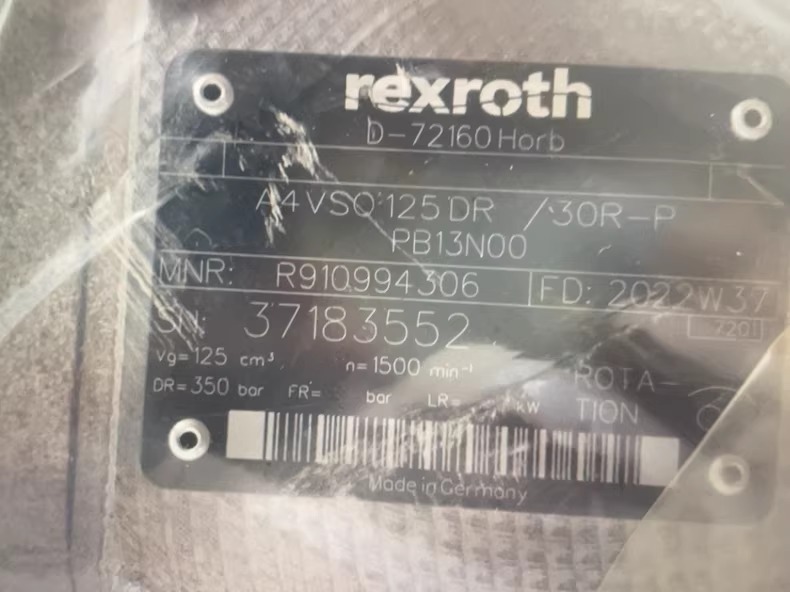 rexroth
D-72160 Horb
A4VSO 125 DR /30R-P
PB13N00
MNR: R910994306 FD: 2022W37
SN: 37183552 7201
Vg= 125 cm³ n= 1500 min⁻¹ ROTA-
DR= 350 bar FR= bar LR= kW TION
Made in Germany